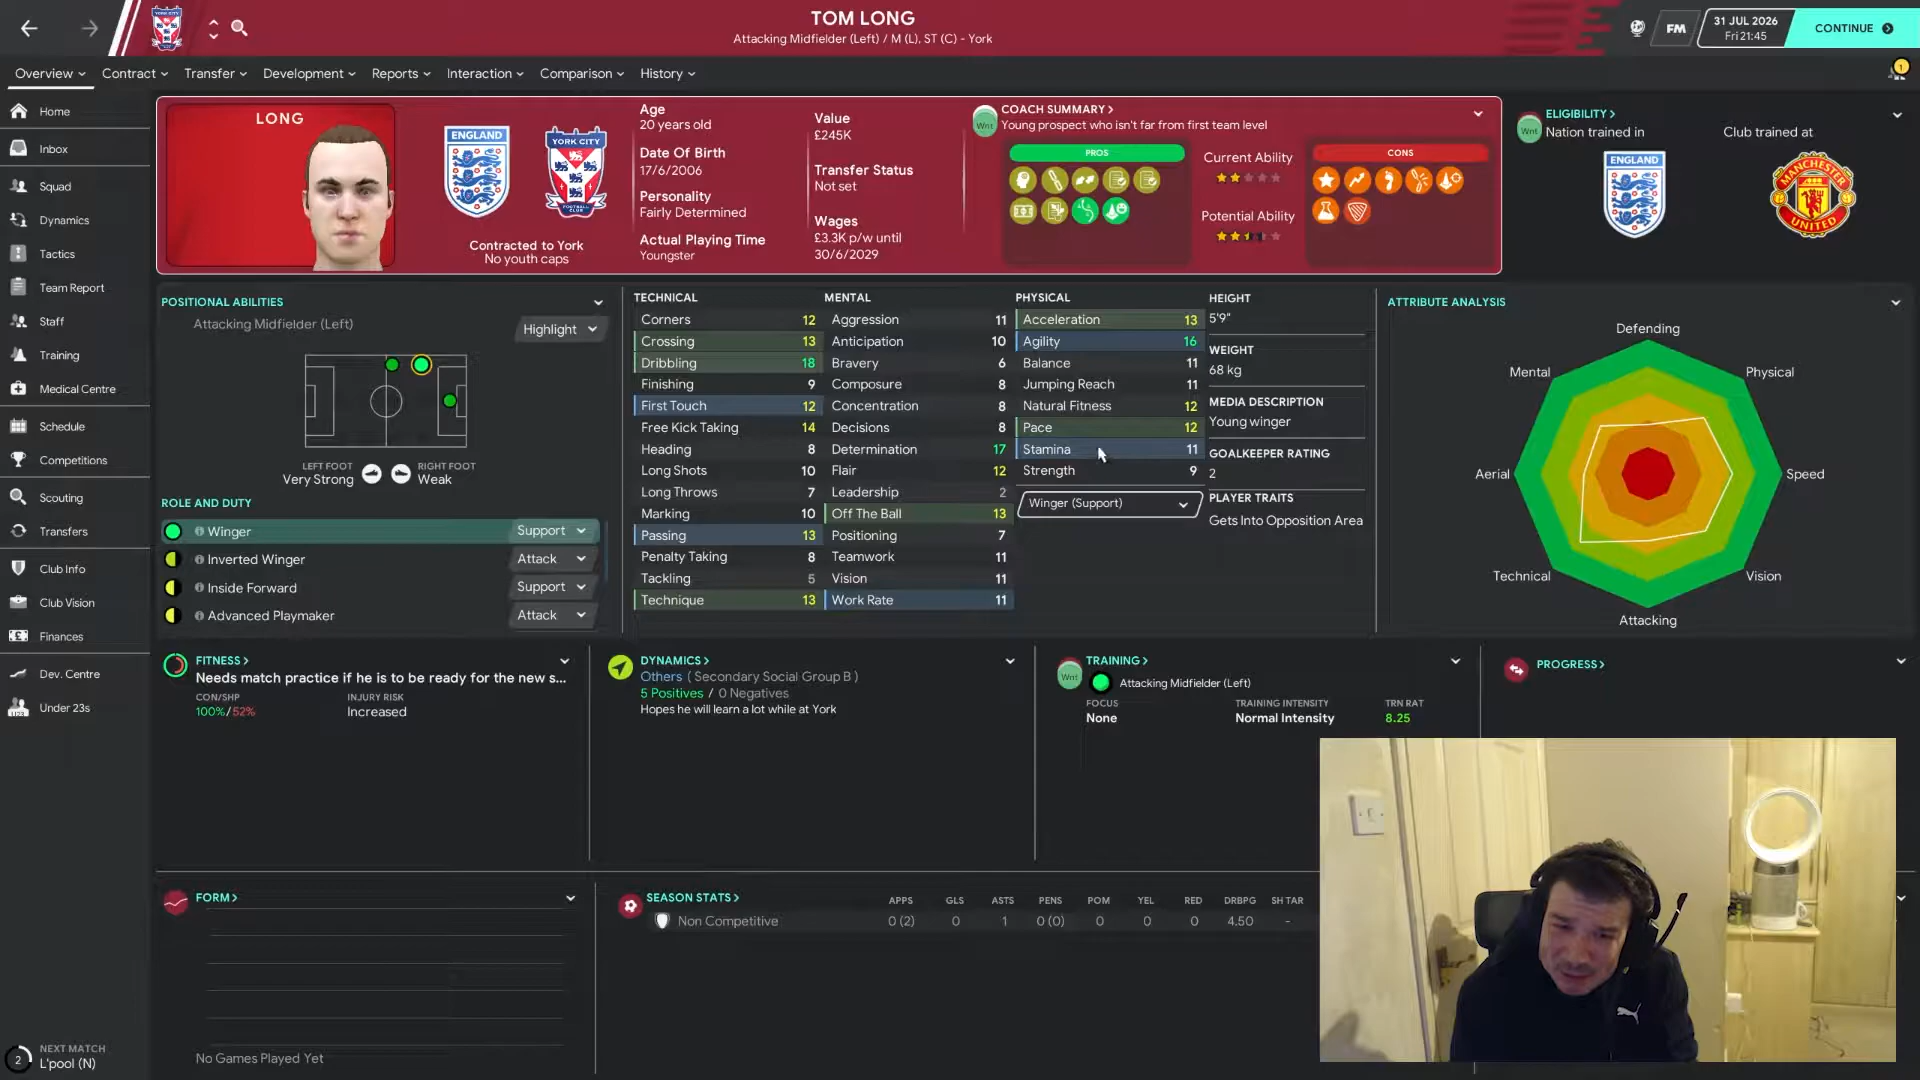 TOM LONG
Attacking Midfielder (Left) / M (L), ST (C) - York
FM
31 JUL 2026
Fri 21:45
CONTINUE
Overview
Contract
Transfer
Development
Reports
Interaction
Comparison
History
1
Home
Inbox
Squad
Dynamics
Tactics
Team Report
Staff
Training
Medical Centre
Schedule
Competitions
Scouting
Transfers
Club Info
Club Vision
Finances
Dev. Centre
Under 23s
2
NEXT MATCH
L'pool (N)
LONG
ENGLAND
YORK CITY
Contracted to York
No youth caps
Age
20 years old
Date Of Birth
17/6/2006
Personality
Fairly Determined
Actual Playing Time
Youngster
Value
£245K
Transfer Status
Not set
Wages
£3.3K p/w until
30/6/2029
Wnt
COACH SUMMARY >
Young prospect who isn't far from first team level
PROS
Current Ability
Potential Ability
CONS
Wnt
ELIGIBILITY >
Nation trained in
Club trained at
ENGLAND
MANCHESTER
UNITED
POSITIONAL ABILITIES
Attacking Midfielder (Left)
Highlight
LEFT FOOT
Very Strong
RIGHT FOOT
Weak
ROLE AND DUTY
Winger Support
Inverted Winger Attack
Inside Forward Support
Advanced Playmaker Attack
TECHNICAL
Corners 12
Crossing 13
Dribbling 18
Finishing 9
First Touch 12
Free Kick Taking 14
Heading 8
Long Shots 10
Long Throws 7
Marking 10
Passing 13
Penalty Taking 8
Tackling 5
Technique 13
MENTAL
Aggression 11
Anticipation 10
Bravery 6
Composure 8
Concentration 8
Decisions 8
Determination 17
Flair 12
Leadership 2
Off The Ball 13
Positioning 7
Teamwork 11
Vision 11
Work Rate 11
PHYSICAL
Acceleration 13
Agility 16
Balance 11
Jumping Reach 11
Natural Fitness 12
Pace 12
Stamina 11
Strength 9
Winger (Support)
HEIGHT
5'9"
WEIGHT
68 kg
MEDIA DESCRIPTION
Young winger
GOALKEEPER RATING
2
PLAYER TRAITS
Gets Into Opposition Area
ATTRIBUTE ANALYSIS
Defending
Mental
Physical
Aerial
Speed
Technical
Vision
Attacking
FITNESS >
Needs match practice if he is to be ready for the new s...
CON/SHP
100%/52%
INJURY RISK
Increased
DYNAMICS >
Others ( Secondary Social Group B )
5 Positives / 0 Negatives
Hopes he will learn a lot while at York
Wnt
TRAINING >
Attacking Midfielder (Left)
FOCUS
None
TRAINING INTENSITY
Normal Intensity
TRN RAT
8.25
PROGRESS >
FORM >
No Games Played Yet
SEASON STATS >
APPS GLS ASTS PENS POM YEL RED DRBPG SH TAR
Non Competitive 0 (2) 0 1 0 (0) 0 0 0 4.50 -